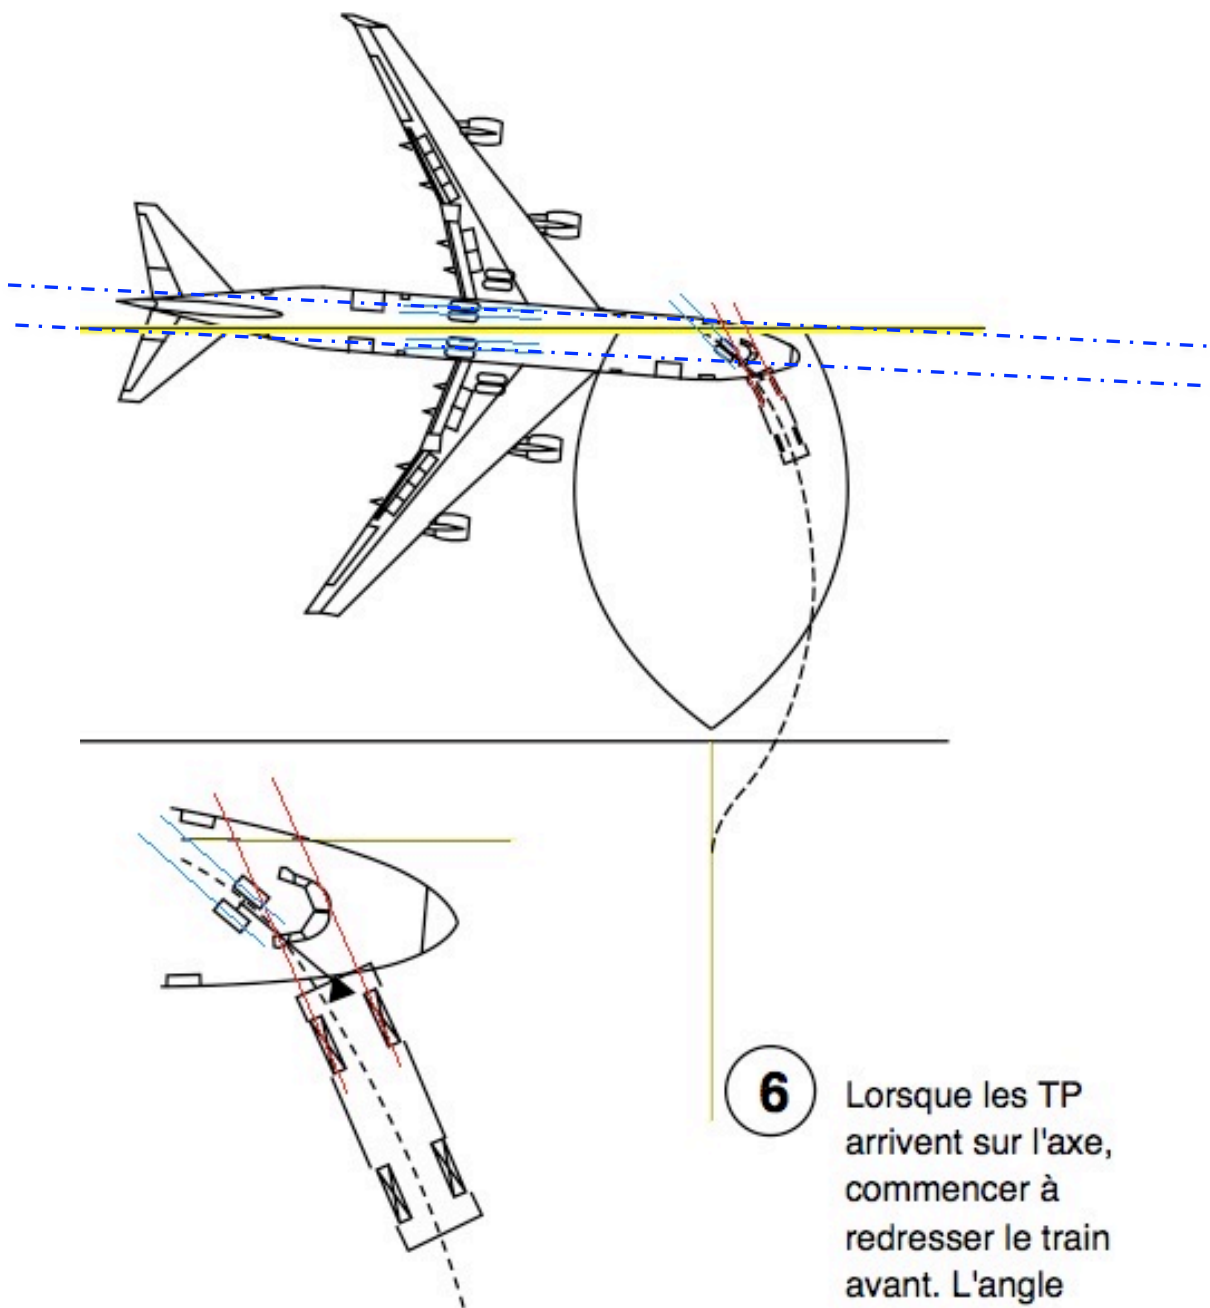 6
Lorsque les TP
arrivent sur l'axe,
commencer à
redresser le train
avant. L'angle